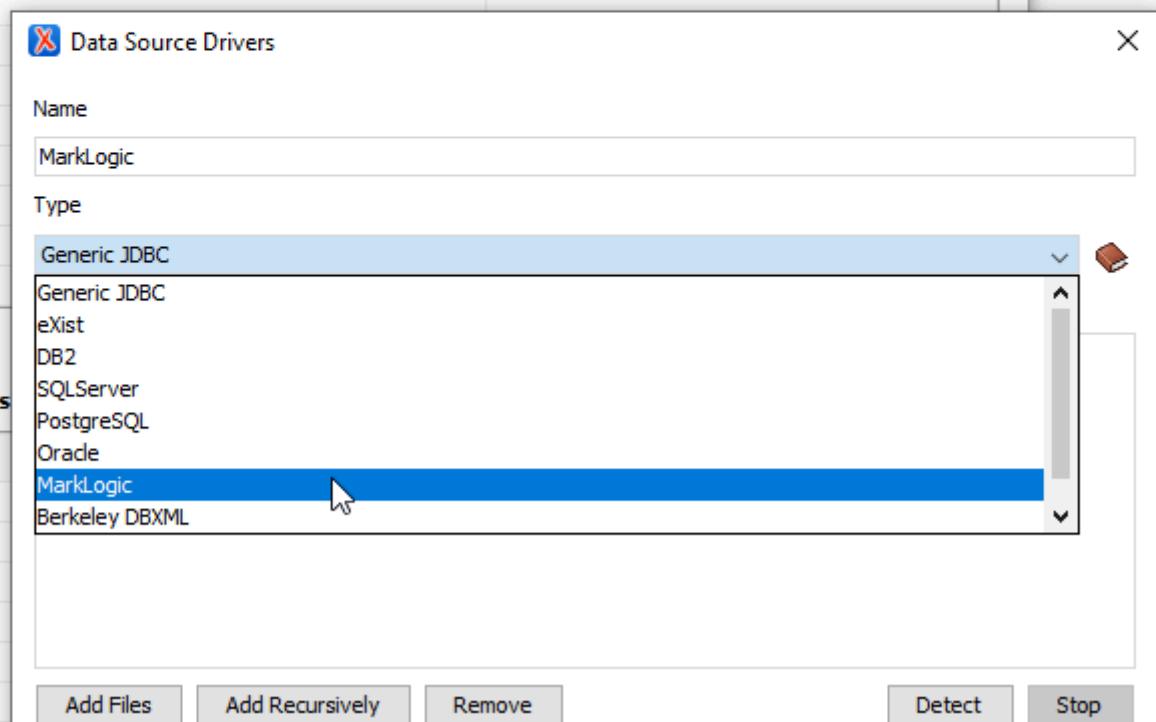 Data Source Drivers
Name
MarkLogic
Type
Generic JDBC
Generic JDBC
eXist
DB2
SQLServer
PostgreSQL
Oracle
MarkLogic
Berkeley DBXML
Add Files Add Recursively Remove Detect Stop